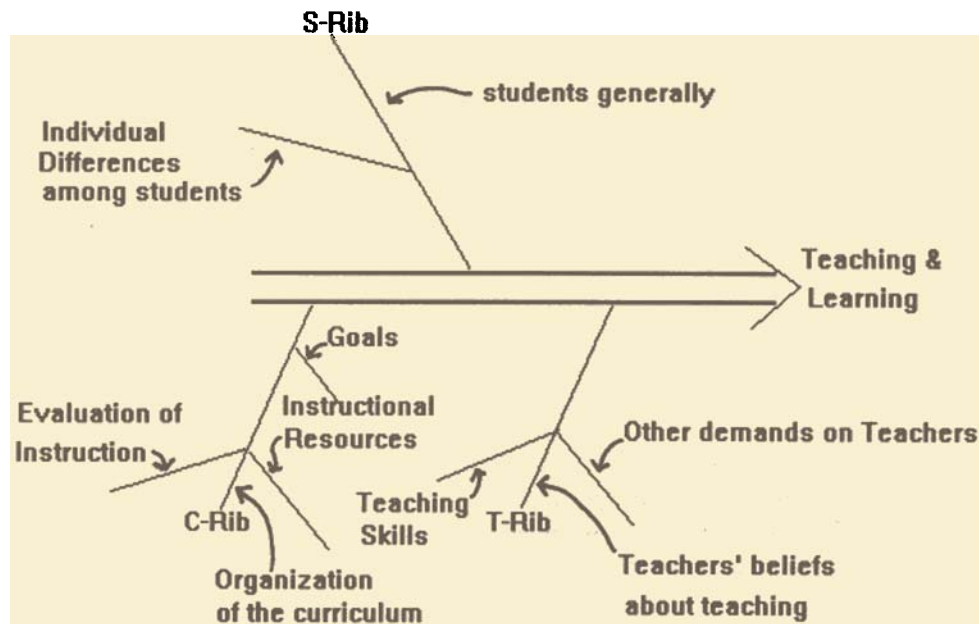 S-Rib
students generally
Individual
Differences
among students
Teaching &
Learning
Goals
Instructional
Resources
Evaluation of
Instruction
C-Rib
Organization
of the curriculum
Other demands on Teachers
Teaching
Skills
T-Rib
Teachers' beliefs
about teaching